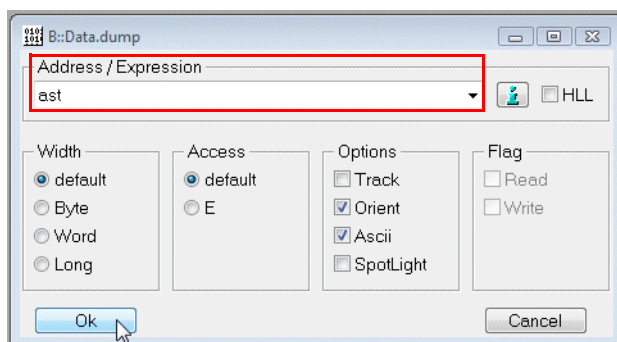 B::Data.dump
Address / Expression
ast
i HLL
Width Access Options Flag
default default Track Read
Byte E Orient Write
Word Ascii
Long SpotLight
Ok Cancel